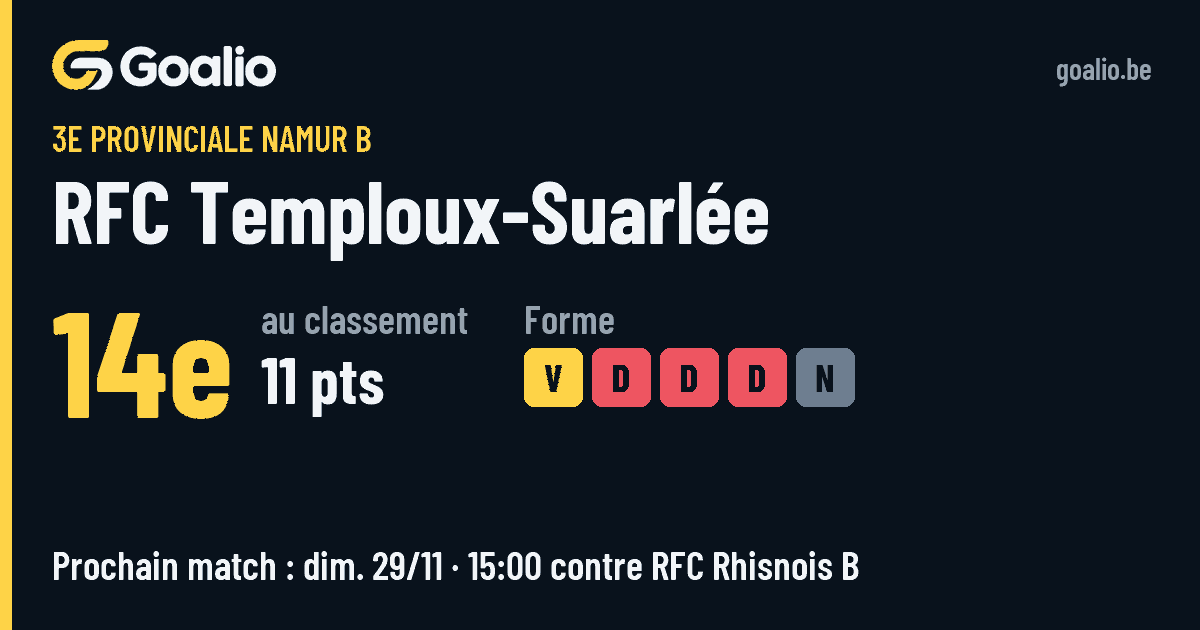 Goalio
goalio.be
3E PROVINCIALE NAMUR B
RFC Temploux-Suarlée
14e
au classement
11 pts
Forme
V D D D N
Prochain match : dim. 29/11 · 15:00 contre RFC Rhisnois B